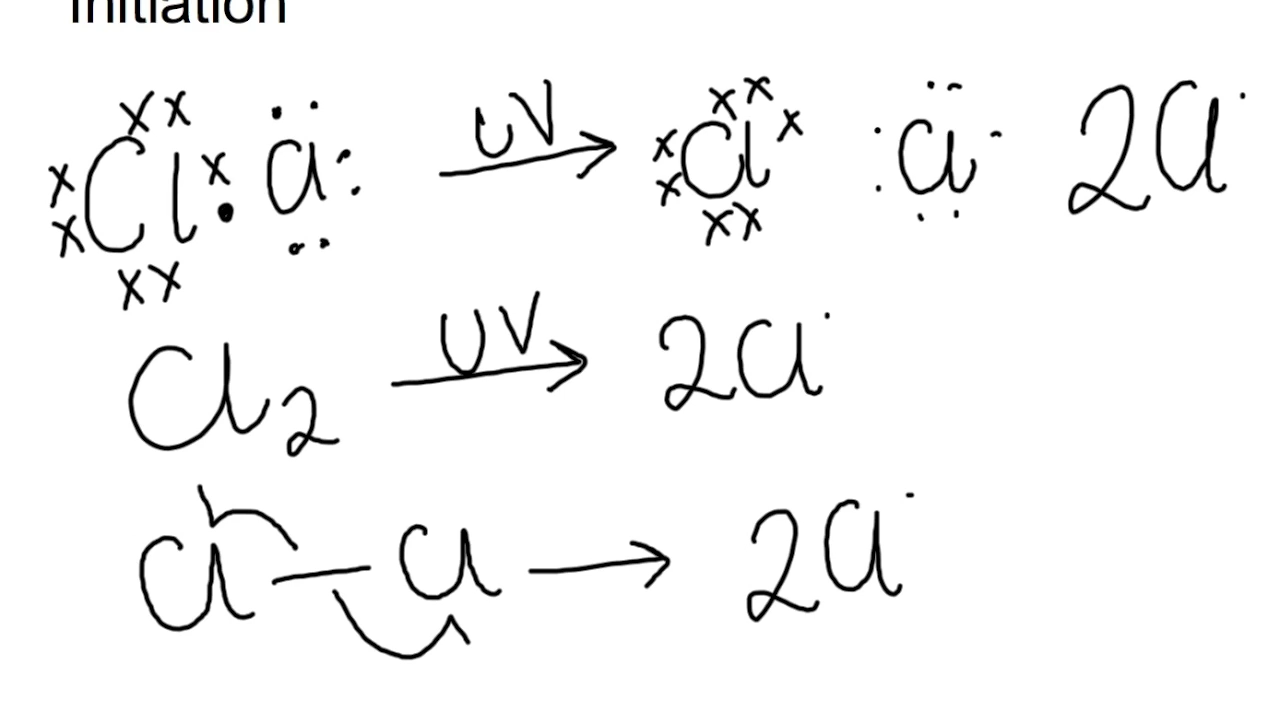 Initiation
Cl Cl UV Cl Cl 2Cl·
Cl₂ UV 2Cl·
Cl — Cl → 2Cl·